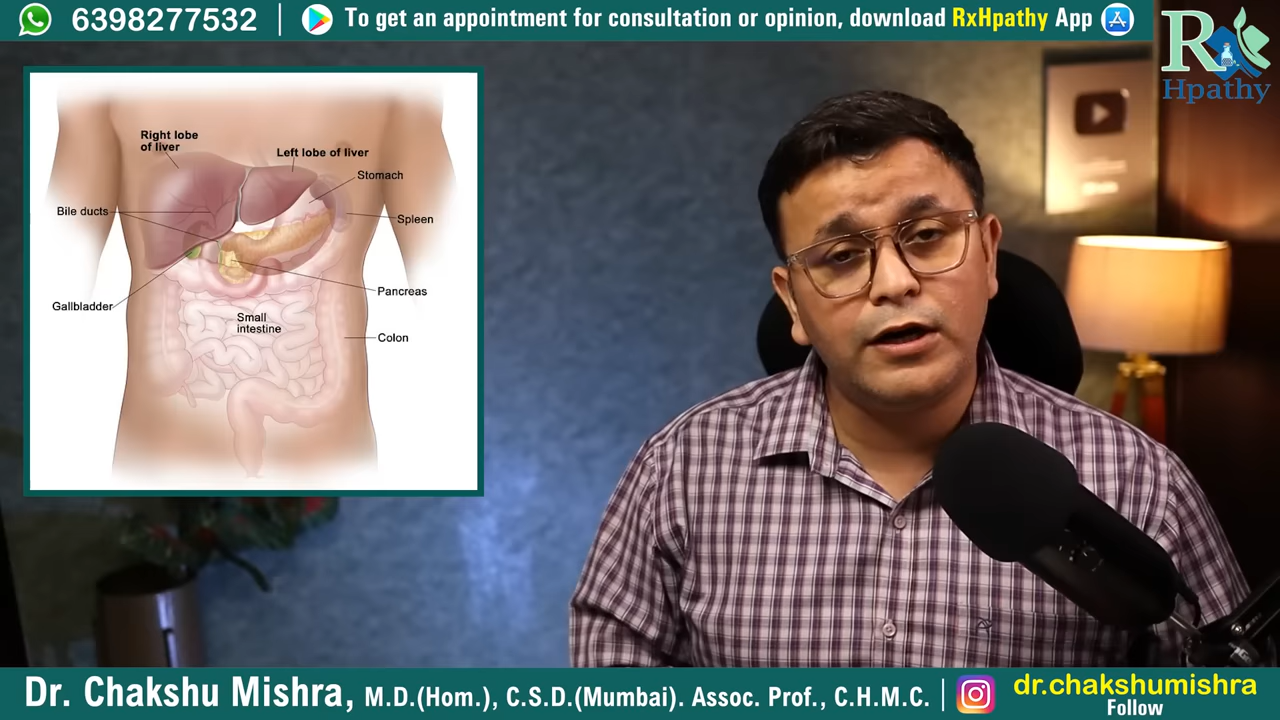 6398277532
To get an appointment for consultation or opinion, download RxHpathy App
Rx
Hpathy
Right lobe
of liver
Left lobe of liver
Stomach
Bile ducts
Spleen
Pancreas
Gallbladder
Small
intestine
Colon
Dr. Chakshu Mishra, M.D.(Hom.), C.S.D.(Mumbai). Assoc. Prof., C.H.M.C.
dr.chakshumishra
Follow